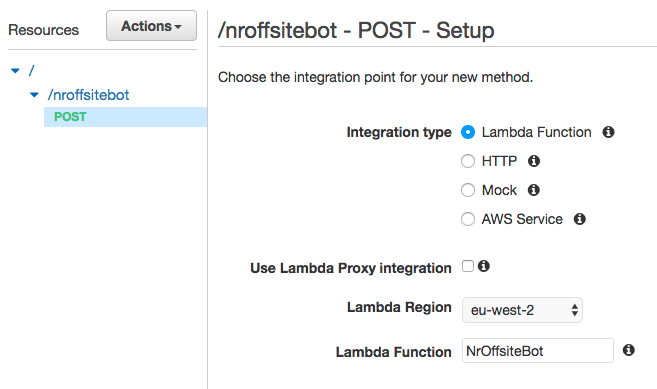 Resources
Actions
/
/nroffsitebot
POST
/nroffsitebot - POST - Setup
Choose the integration point for your new method.
Integration type Lambda Function
HTTP
Mock
AWS Service
Use Lambda Proxy integration
Lambda Region eu-west-2
Lambda Function NrOffsiteBot